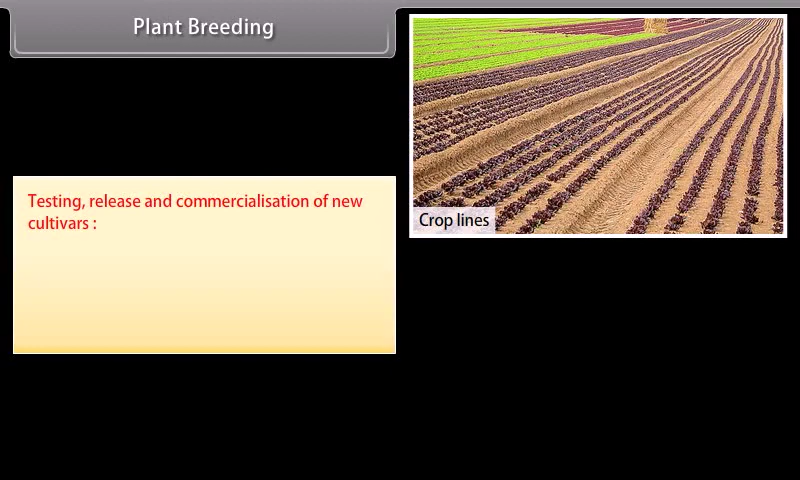 Plant Breeding
Testing, release and commercialisation of new
cultivars :
Crop lines